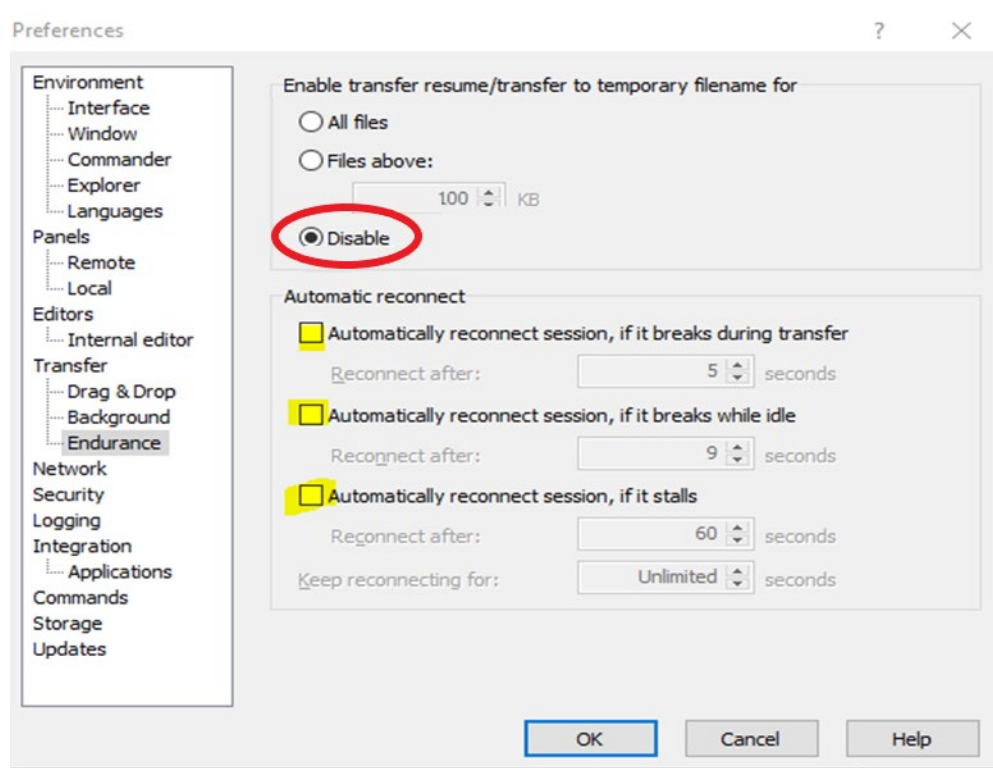 Preferences
?
Environment
Interface
Window
Commander
Explorer
Languages
Panels
Remote
Local
Editors
Internal editor
Transfer
Drag & Drop
Background
Endurance
Network
Security
Logging
Integration
Applications
Commands
Storage
Updates
Enable transfer resume/transfer to temporary filename for
All files
Files above:
100 KB
Disable
Automatic reconnect
Automatically reconnect session, if it breaks during transfer
Reconnect after: 5 seconds
Automatically reconnect session, if it breaks while idle
Reconnect after: 9 seconds
Automatically reconnect session, if it stalls
Reconnect after: 60 seconds
Keep reconnecting for: Unlimited seconds
OK Cancel Help